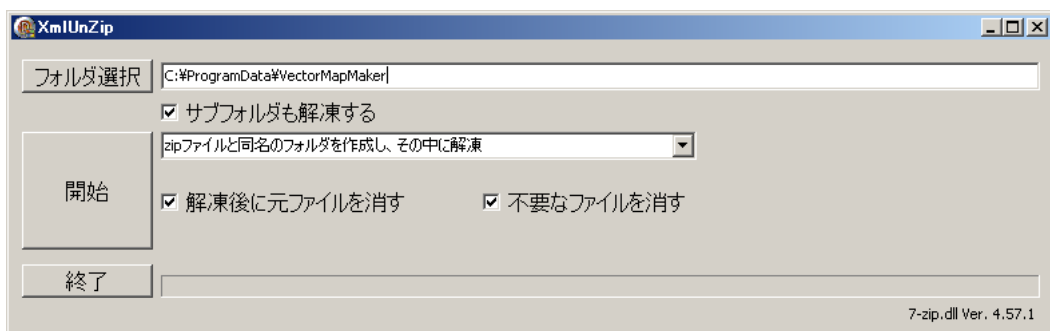 XmlUnZip
フォルダ選択
C:¥ProgramData¥VectorMapMaker
サブフォルダも解凍する
zipファイルと同名のフォルダを作成し、その中に解凍
開始
解凍後に元ファイルを消す 不要なファイルを消す
終了
7-zip.dll Ver. 4.57.1